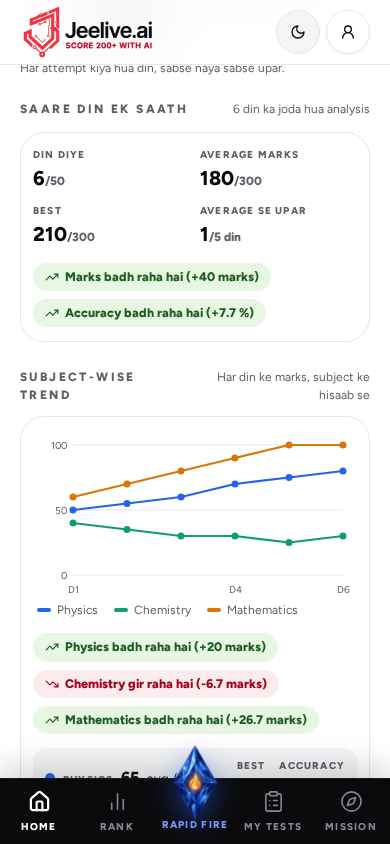 Jeelive.ai
SCORE 200+ WITH AI
Har attempt kiya hua din, sabse naya sabse upar.
SAARE DIN EK SAATH
6 din ka joda hua analysis
DIN DIYE
6/50
AVERAGE MARKS
180/300
BEST
210/300
AVERAGE SE UPAR
1/5 din
Marks badh raha hai (+40 marks)
Accuracy badh raha hai (+7.7 %)
SUBJECT-WISE
TREND
Har din ke marks, subject ke
hisaab se
100
50
0
D1
D4
D6
Physics
Chemistry
Mathematics
Physics badh raha hai (+20 marks)
Chemistry gir raha hai (-6.7 marks)
Mathematics badh raha hai (+26.7 marks)
BEST
ACCURACY
PHYSICS
65
HOME
RANK
RAPID FIRE
MY TESTS
MISSION